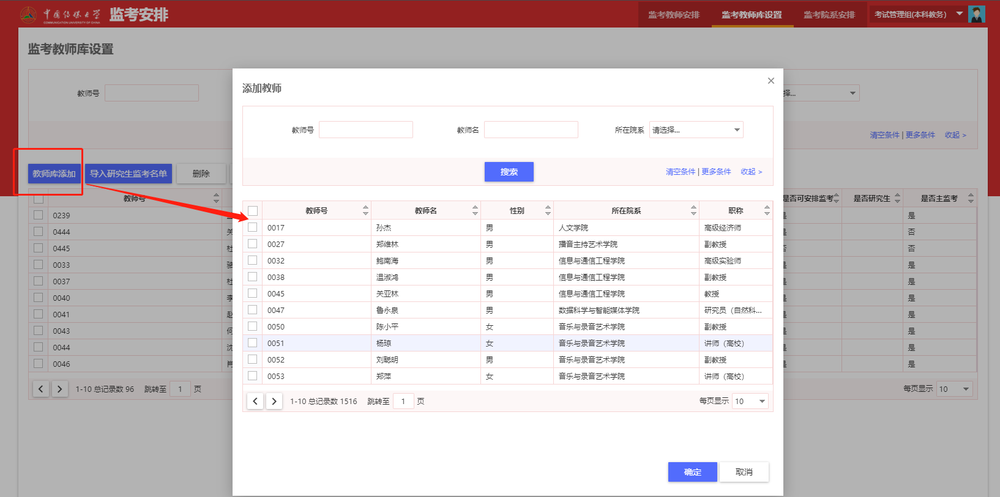 中国传媒大学 监考安排 监考教师安排 监考教师库设置 监考院系安排 考试管理组(本科教务)
COMMUNICATION UNIVERSITY OF CHINA
监考教师库设置
教师号
择...
清空条件 | 更多条件 收起 >
教师库添加 导入研究生监考名单 删除
教师号 是否可安排监考 是否研究生 是否主监考
0239 是 是
0444 关 是 否
0445 杜 否 否
0033 骆 是 是
0037 杜 是 是
0040 李 是 是
0041 赵 是 是
0043 何 是 是
0044 沈 是 是
0046 肖 是 是
1-10 总记录数 96 跳转至 1 页 每页显示 10
添加教师 ×
教师号 教师名 所在院系 请选择...
搜索 清空条件 | 更多条件 收起 >
教师号 教师名 性别 所在院系 职称
0017 孙杰 男 人文学院 高级经济师
0027 郑维林 男 播音主持艺术学院 副教授
0032 鲍南海 男 信息与通信工程学院 高级实验师
0038 温淑鸿 男 信息与通信工程学院 副教授
0045 关亚林 男 信息与通信工程学院 教授
0047 鲁永泉 男 数据科学与智能媒体学院 研究员（自然科...
0050 陈小平 女 音乐与录音艺术学院 副教授
0051 杨琼 女 音乐与录音艺术学院 讲师（高校）
0052 刘聪明 男 音乐与录音艺术学院 副教授
0053 郑萍 女 音乐与录音艺术学院 讲师（高校）
1-10 总记录数 1516 跳转至 1 页 每页显示 10
确定 取消